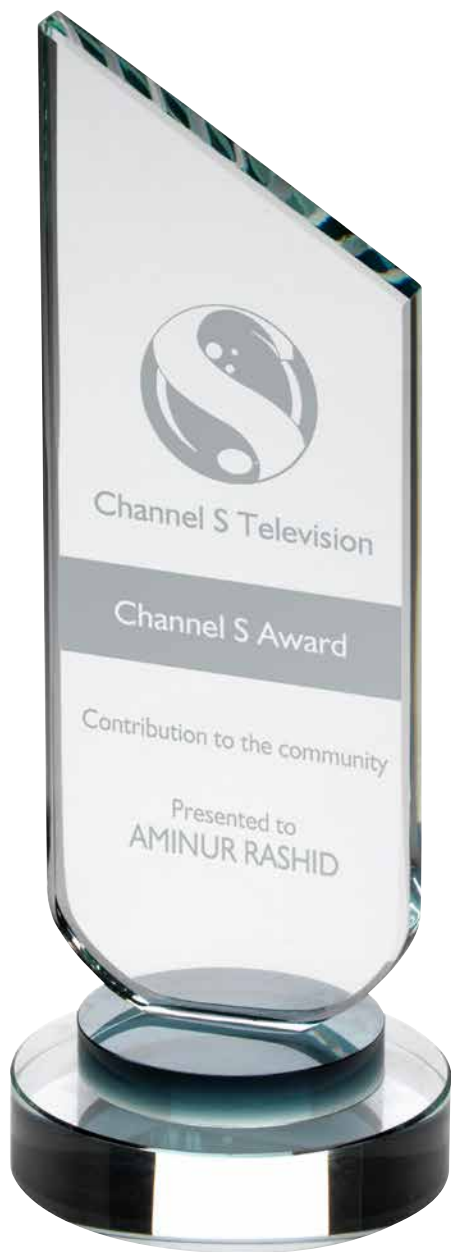 Channel S Television
Channel S Award
Contribution to the community
Presented to
AMINUR RASHID